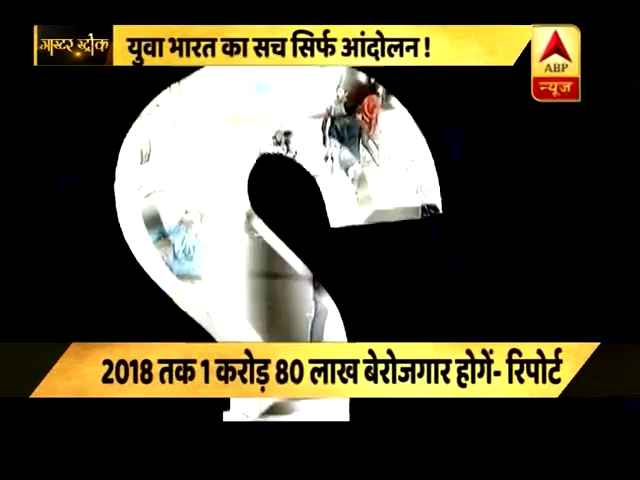 मास्टर स्ट्रोक
युवा भारत का सच सिर्फ आंदोलन !
ABP
न्यूज़
2018 तक 1 करोड़ 80 लाख बेरोजगार होगें- रिपोर्ट